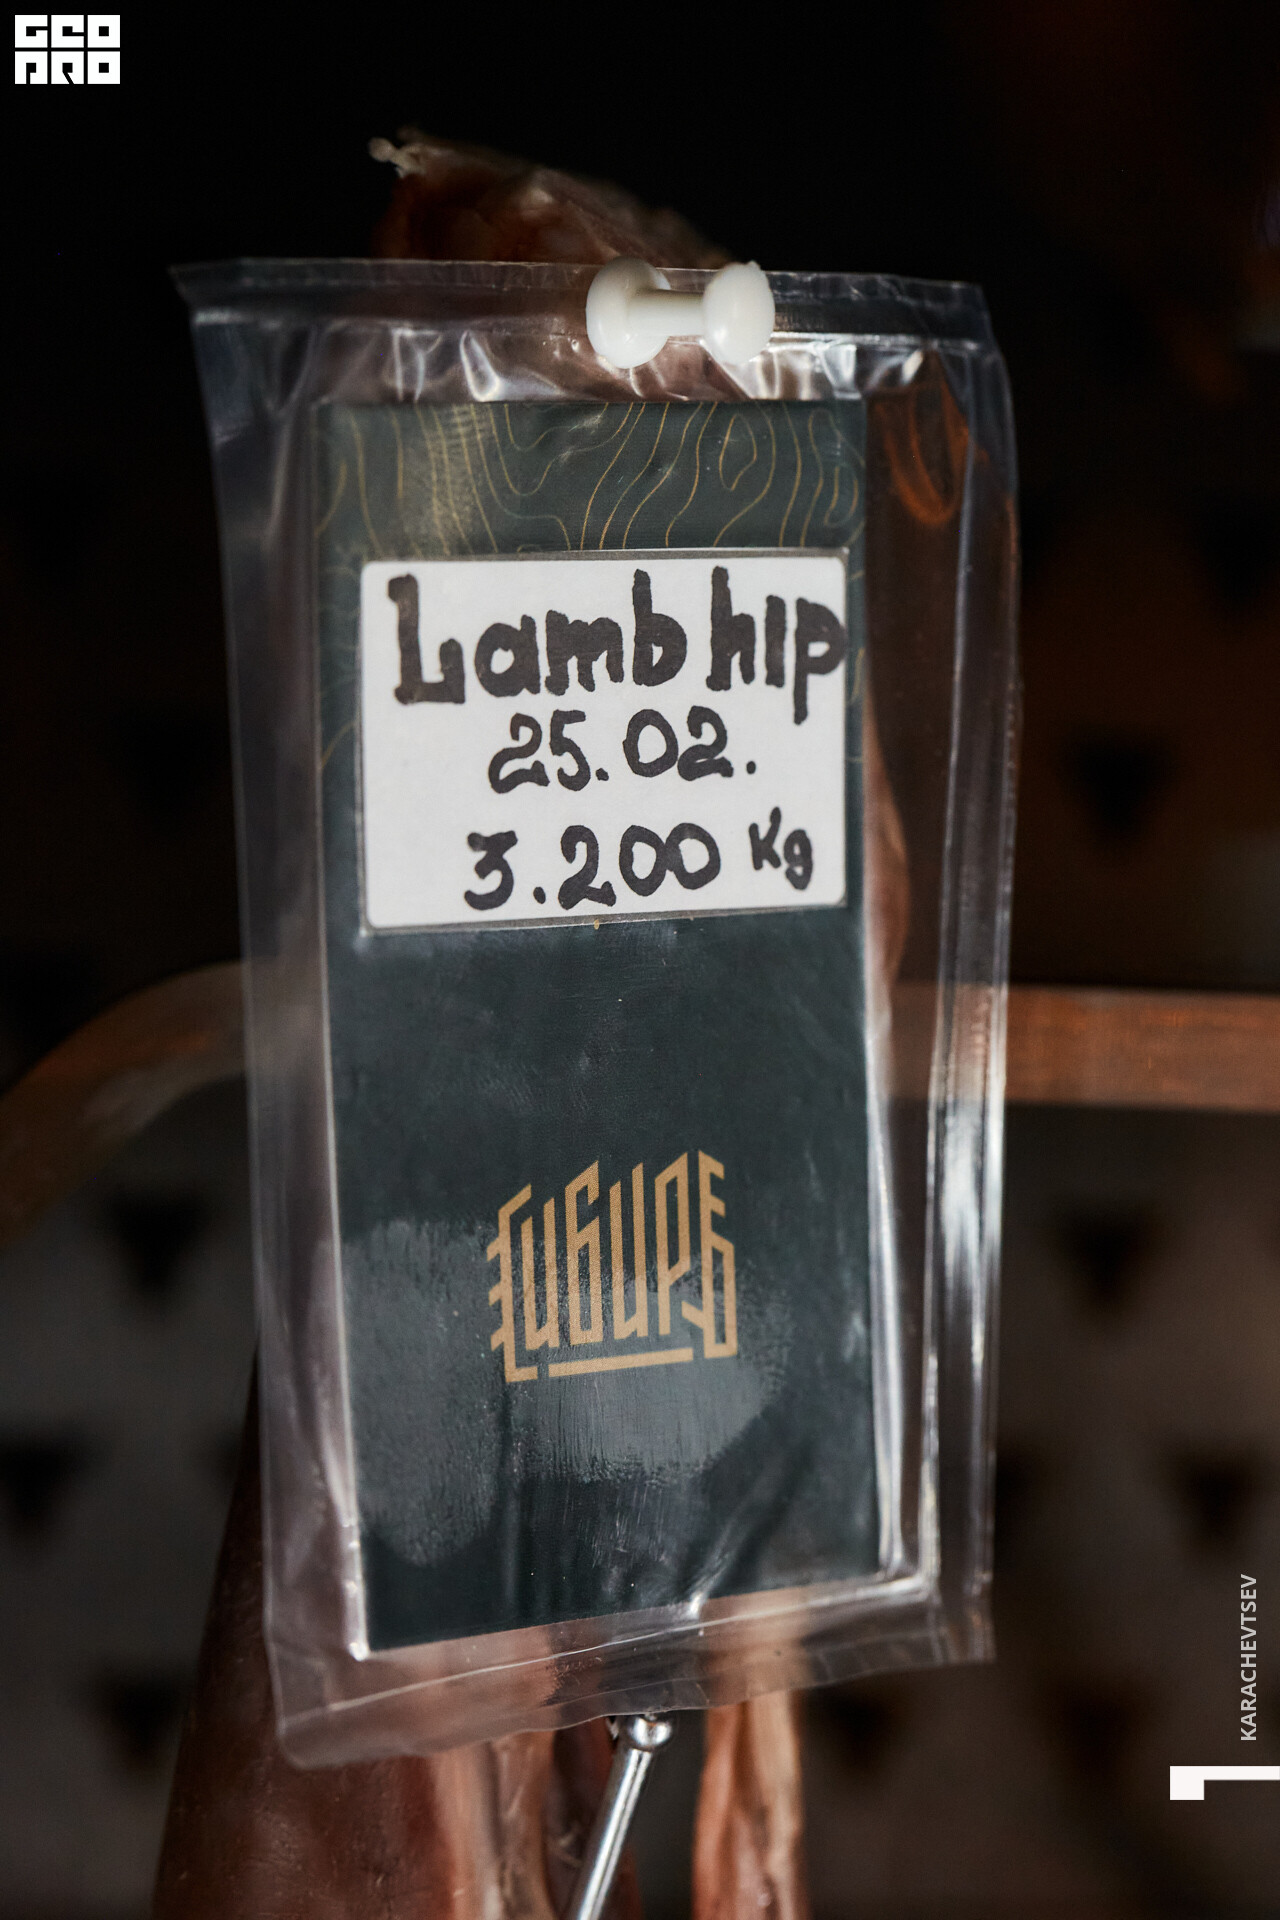 GEO
PRO
Lamb hip
25.02.
3.200 Kg
Сибирь
KARACHEVTSEV